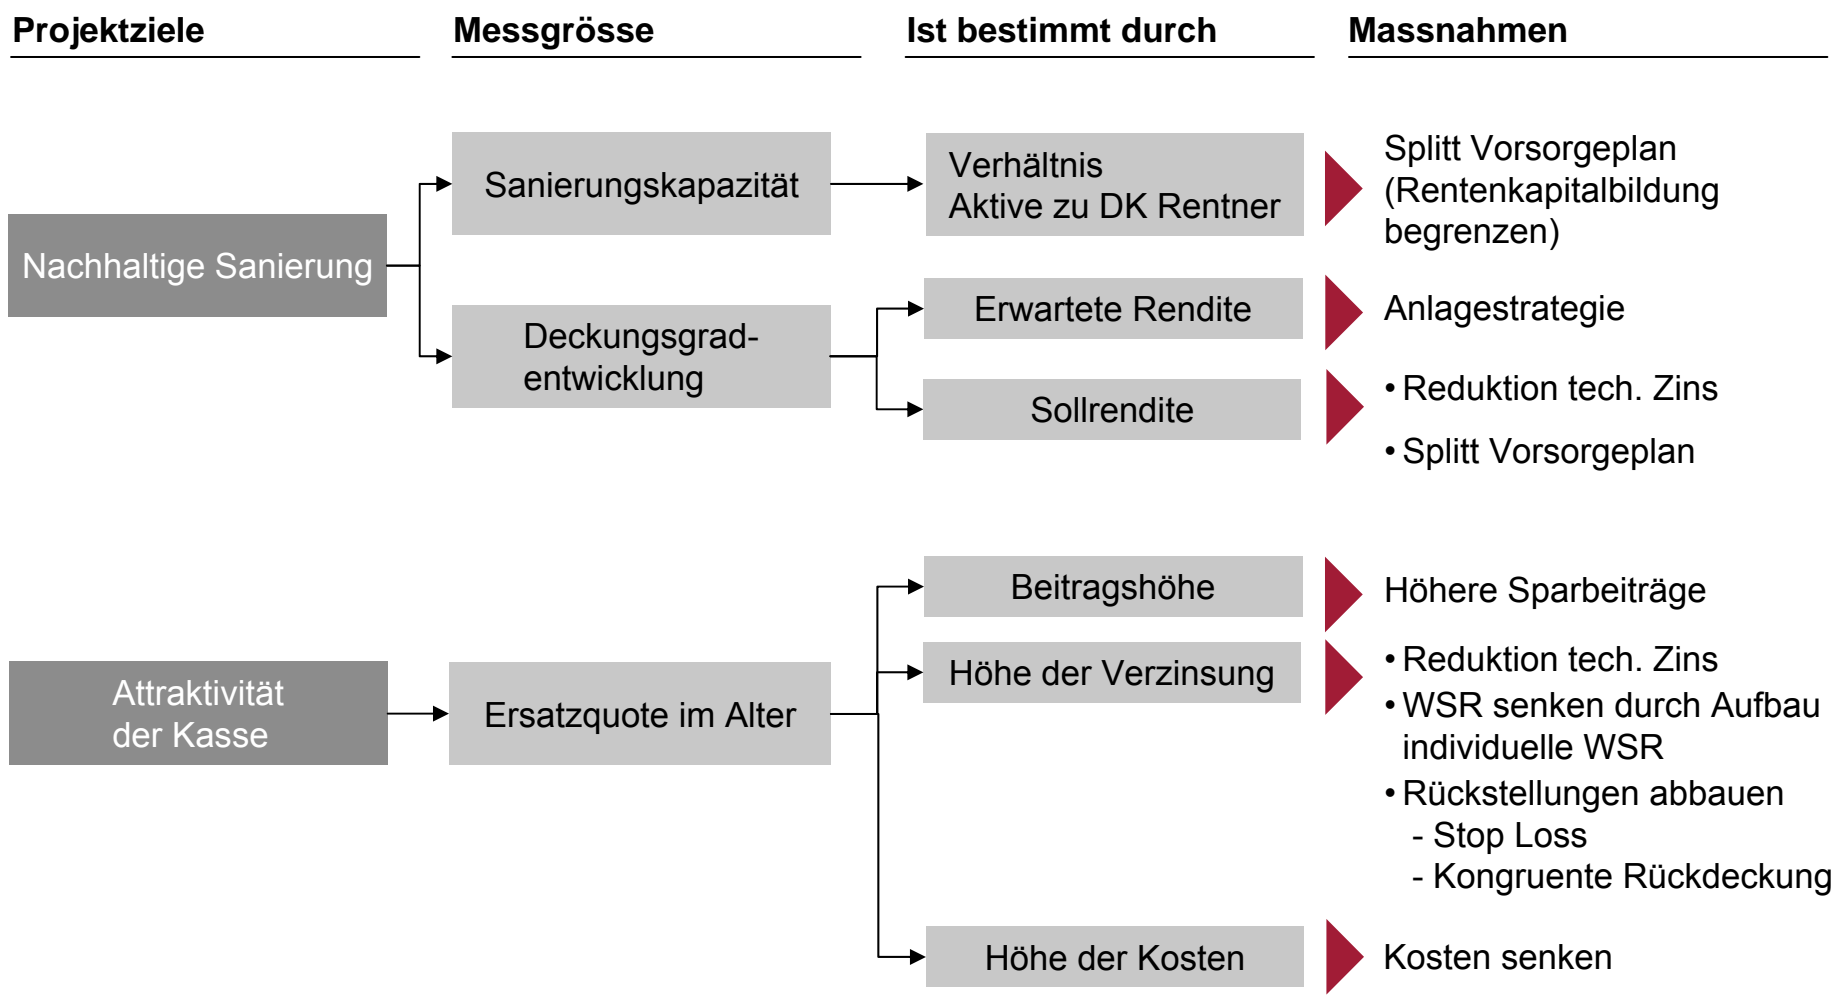 Projektziele
Messgrösse
Ist bestimmt durch
Massnahmen
Nachhaltige Sanierung
Sanierungskapazität
Verhältnis
Aktive zu DK Rentner
Splitt Vorsorgeplan
(Rentenkapitalbildung
begrenzen)
Deckungsgrad-
entwicklung
Erwartete Rendite
Anlagestrategie
Sollrendite
• Reduktion tech. Zins
• Splitt Vorsorgeplan
Attraktivität
der Kasse
Ersatzquote im Alter
Beitragshöhe
Höhere Sparbeiträge
Höhe der Verzinsung
• Reduktion tech. Zins
• WSR senken durch Aufbau
individuelle WSR
• Rückstellungen abbauen
- Stop Loss
- Kongruente Rückdeckung
Höhe der Kosten
Kosten senken